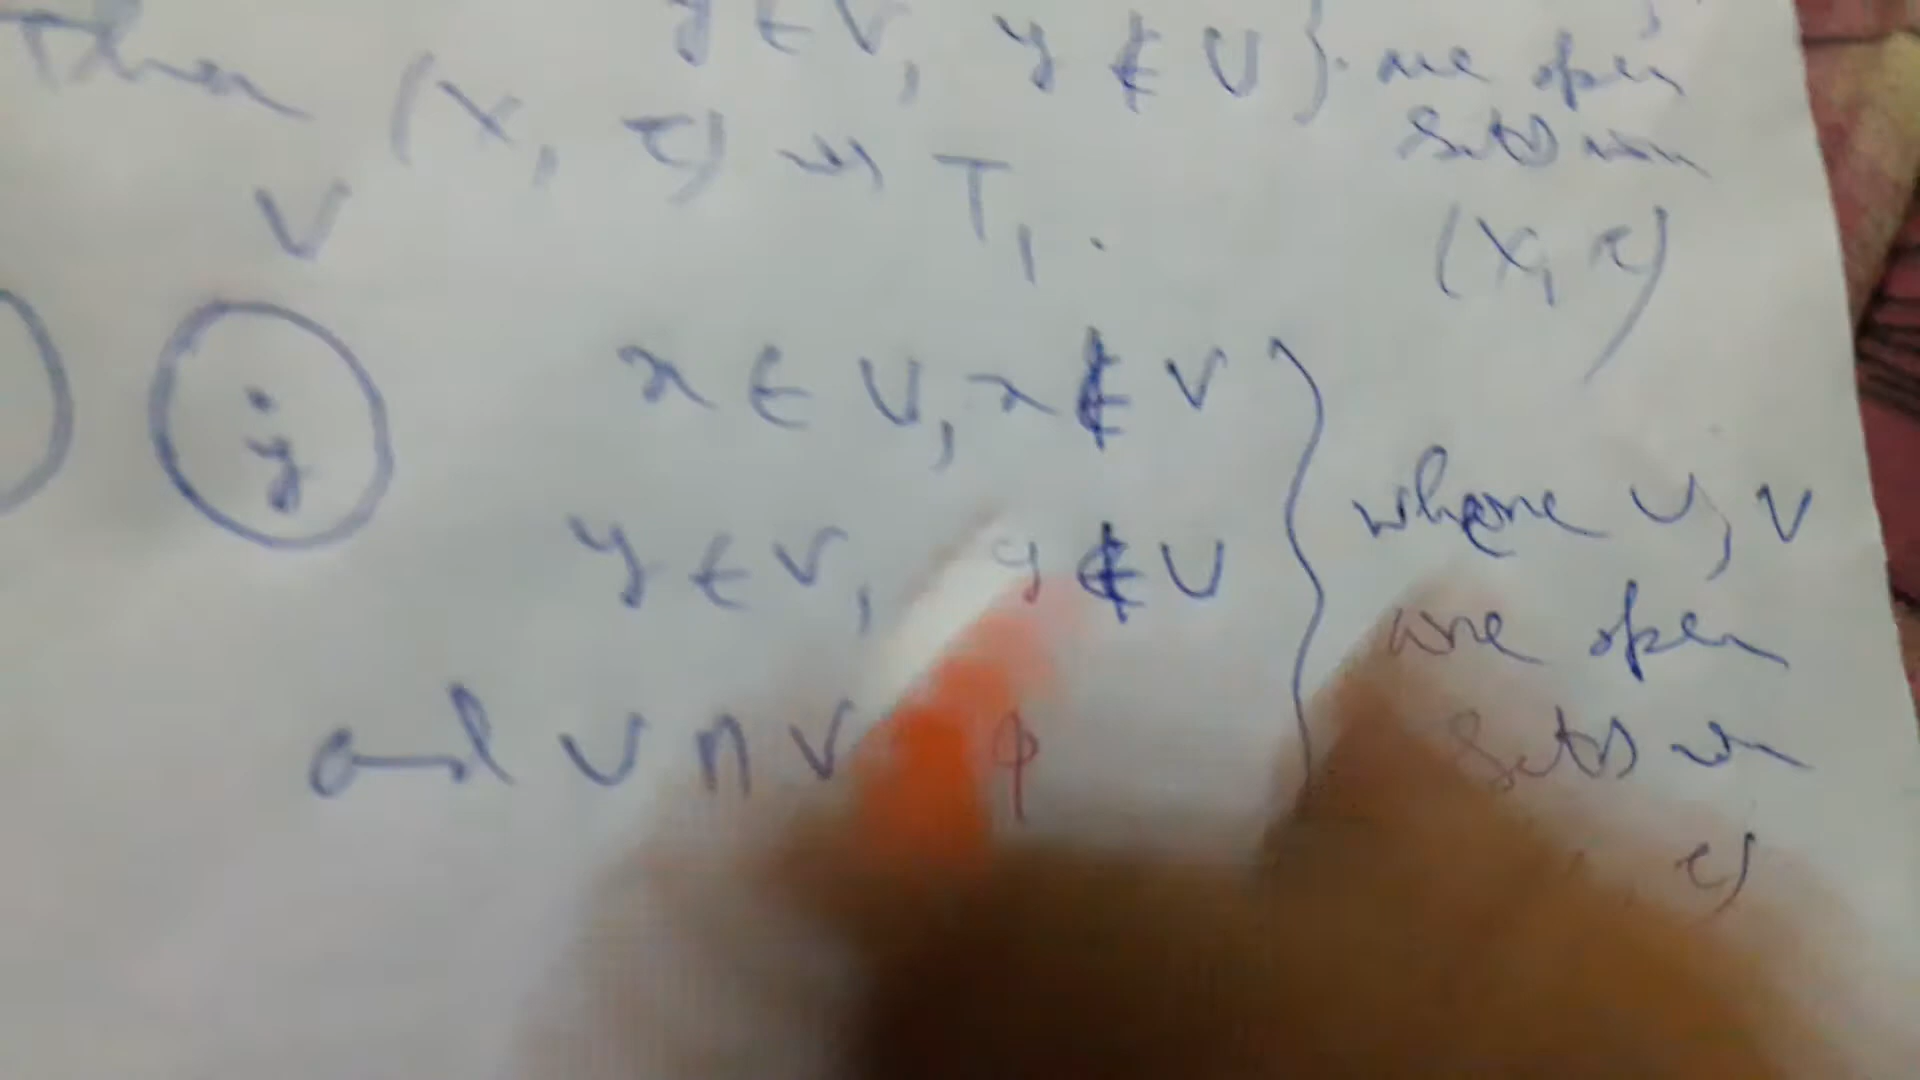 y ∈ V, y ∉ U } are open
Then (X, τ) is T₁.
sets in
(X, τ)
V
y
x ∈ U, x ∉ V
y ∈ V, y ∉ U
and U ∩ V φ
where U, V
are open
sets in
τ)